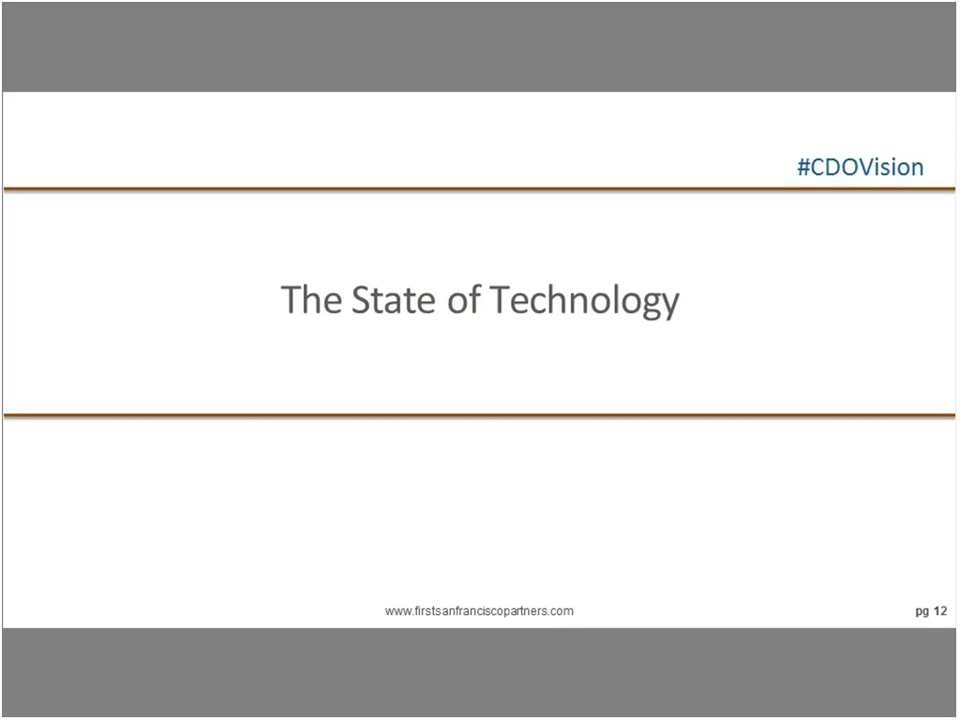 #CDOVision
The State of Technology
www.firstsanfranciscopartners.com
pg 12